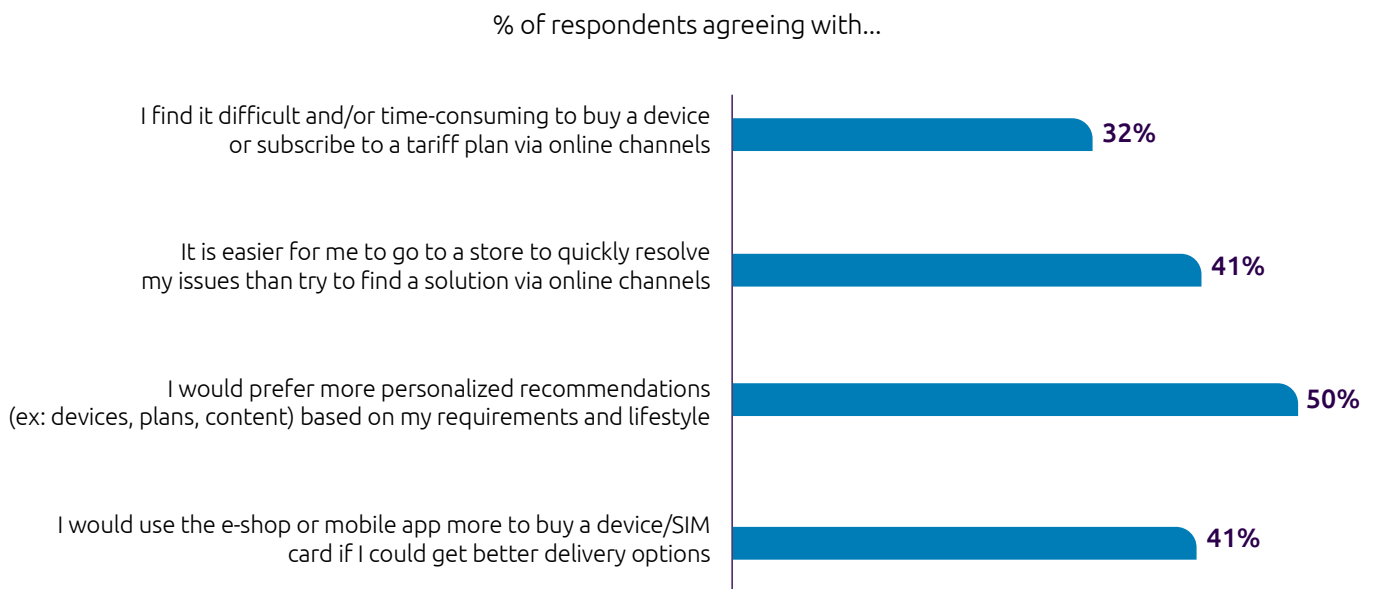 % of respondents agreeing with...
I find it difficult and/or time-consuming to buy a device
or subscribe to a tariff plan via online channels
32%
It is easier for me to go to a store to quickly resolve
my issues than try to find a solution via online channels
41%
I would prefer more personalized recommendations
(ex: devices, plans, content) based on my requirements and lifestyle
50%
I would use the e-shop or mobile app more to buy a device/SIM
card if I could get better delivery options
41%